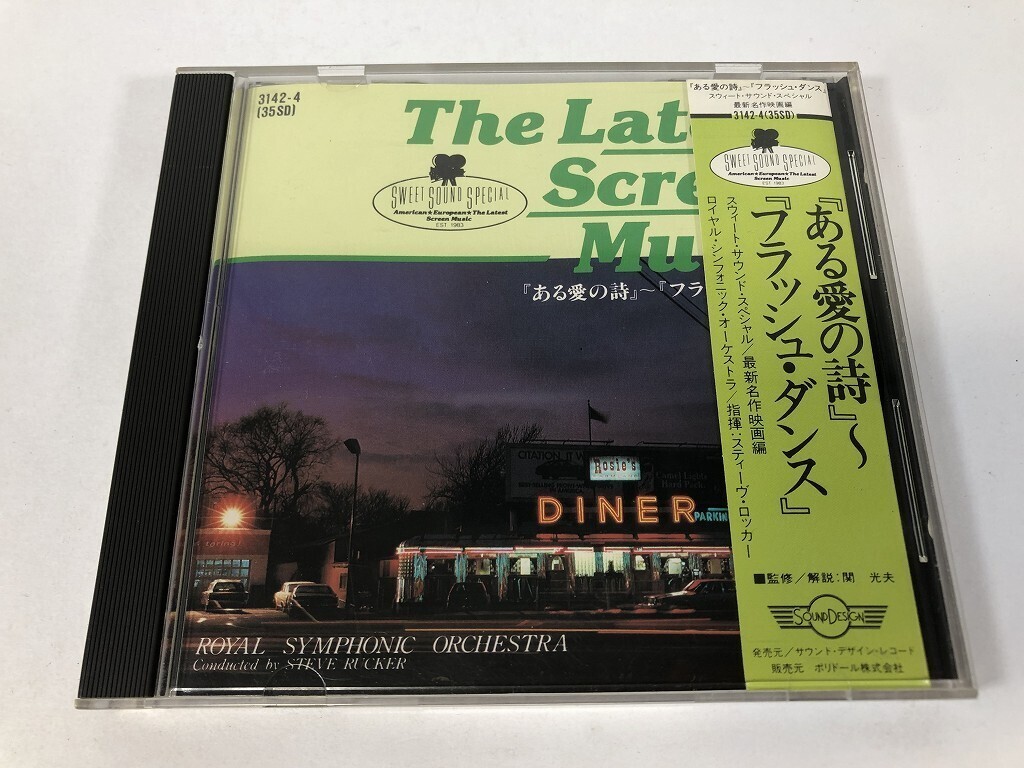 3142-4
(35SD)
The Late
Scre
Mu
SWEET SOUND SPECIAL
American★European★The Latest
Screen Music
EST 1983
『ある愛の詩』〜『フラ
CITATION, IT W
Rosie's
DINER
PARKIN
ROYAL SYMPHONIC ORCHESTRA
Conducted by STEVE RUCKER
『ある愛の詩』〜『フラッシュ・ダンス』
スウィート・サウンド・スペシャル
最新名作映画編
3142-4(35SD)
SWEET SOUND SPECIAL
American★European★The Latest
Screen Music
EST 1983
『ある愛の詩』〜
『フラッシュ・ダンス』
スウィート・サウンド・スペシャル/最新名作映画編
ロイヤル・シンフォニック・オーケストラ/指揮:スティーヴ・ロッカー
■監修/解説:関 光夫
SOUND DESIGN
発売元/サウンド・デザイン・レコード
販売元 ポリドール株式会社